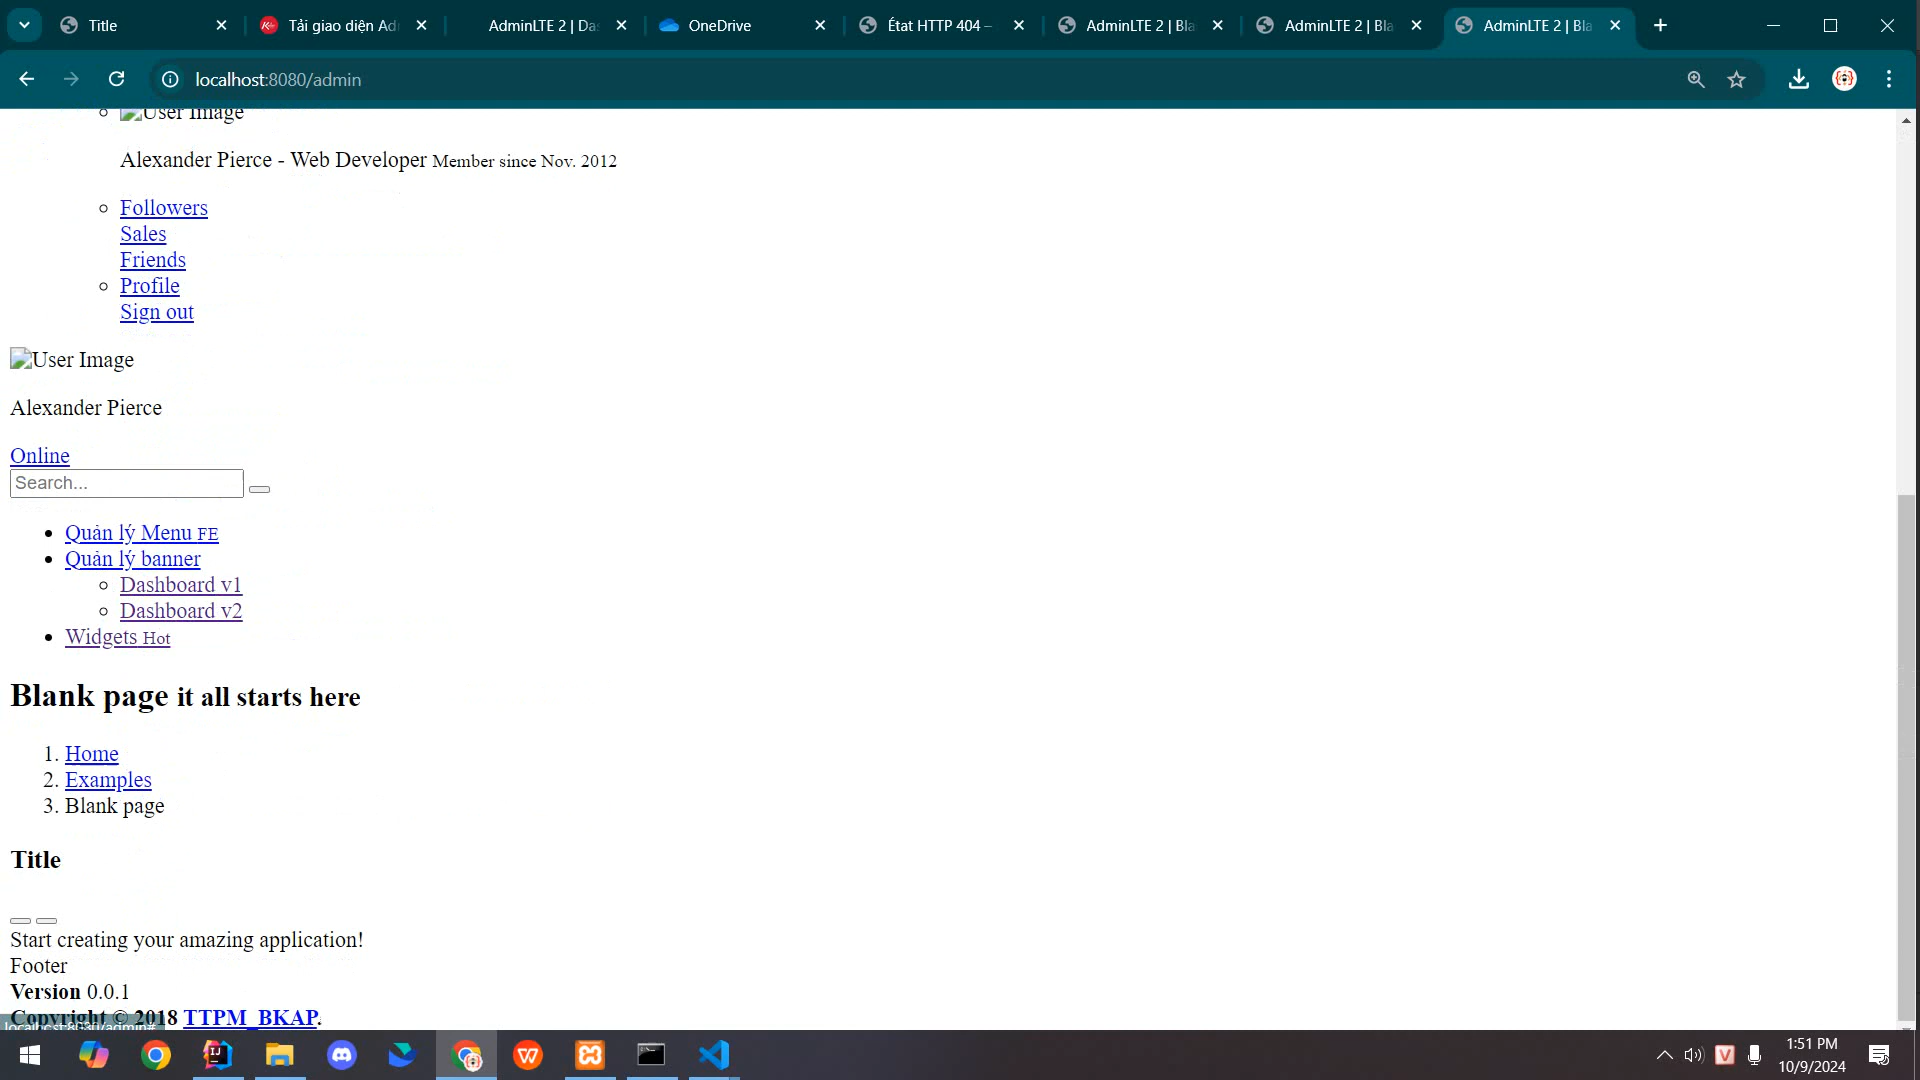 Title
Tải giao diện Ad
AdminLTE 2 | Da
OneDrive
État HTTP 404 –
AdminLTE 2 | Bla
AdminLTE 2 | Bla
AdminLTE 2 | Bla
localhost:8080/admin
User Image
Alexander Pierce - Web Developer Member since Nov. 2012
Followers
Sales
Friends
Profile
Sign out
User Image
Alexander Pierce
Online
Search...
Quản lý Menu FE
Quản lý banner
Dashboard v1
Dashboard v2
Widgets Hot
Blank page it all starts here
1. Home
2. Examples
3. Blank page
Title
Start creating your amazing application!
Footer
Version 0.0.1
Copyright © 2018 TTPM_BKAP.
localhost:8080/admin#
1:51 PM
10/9/2024